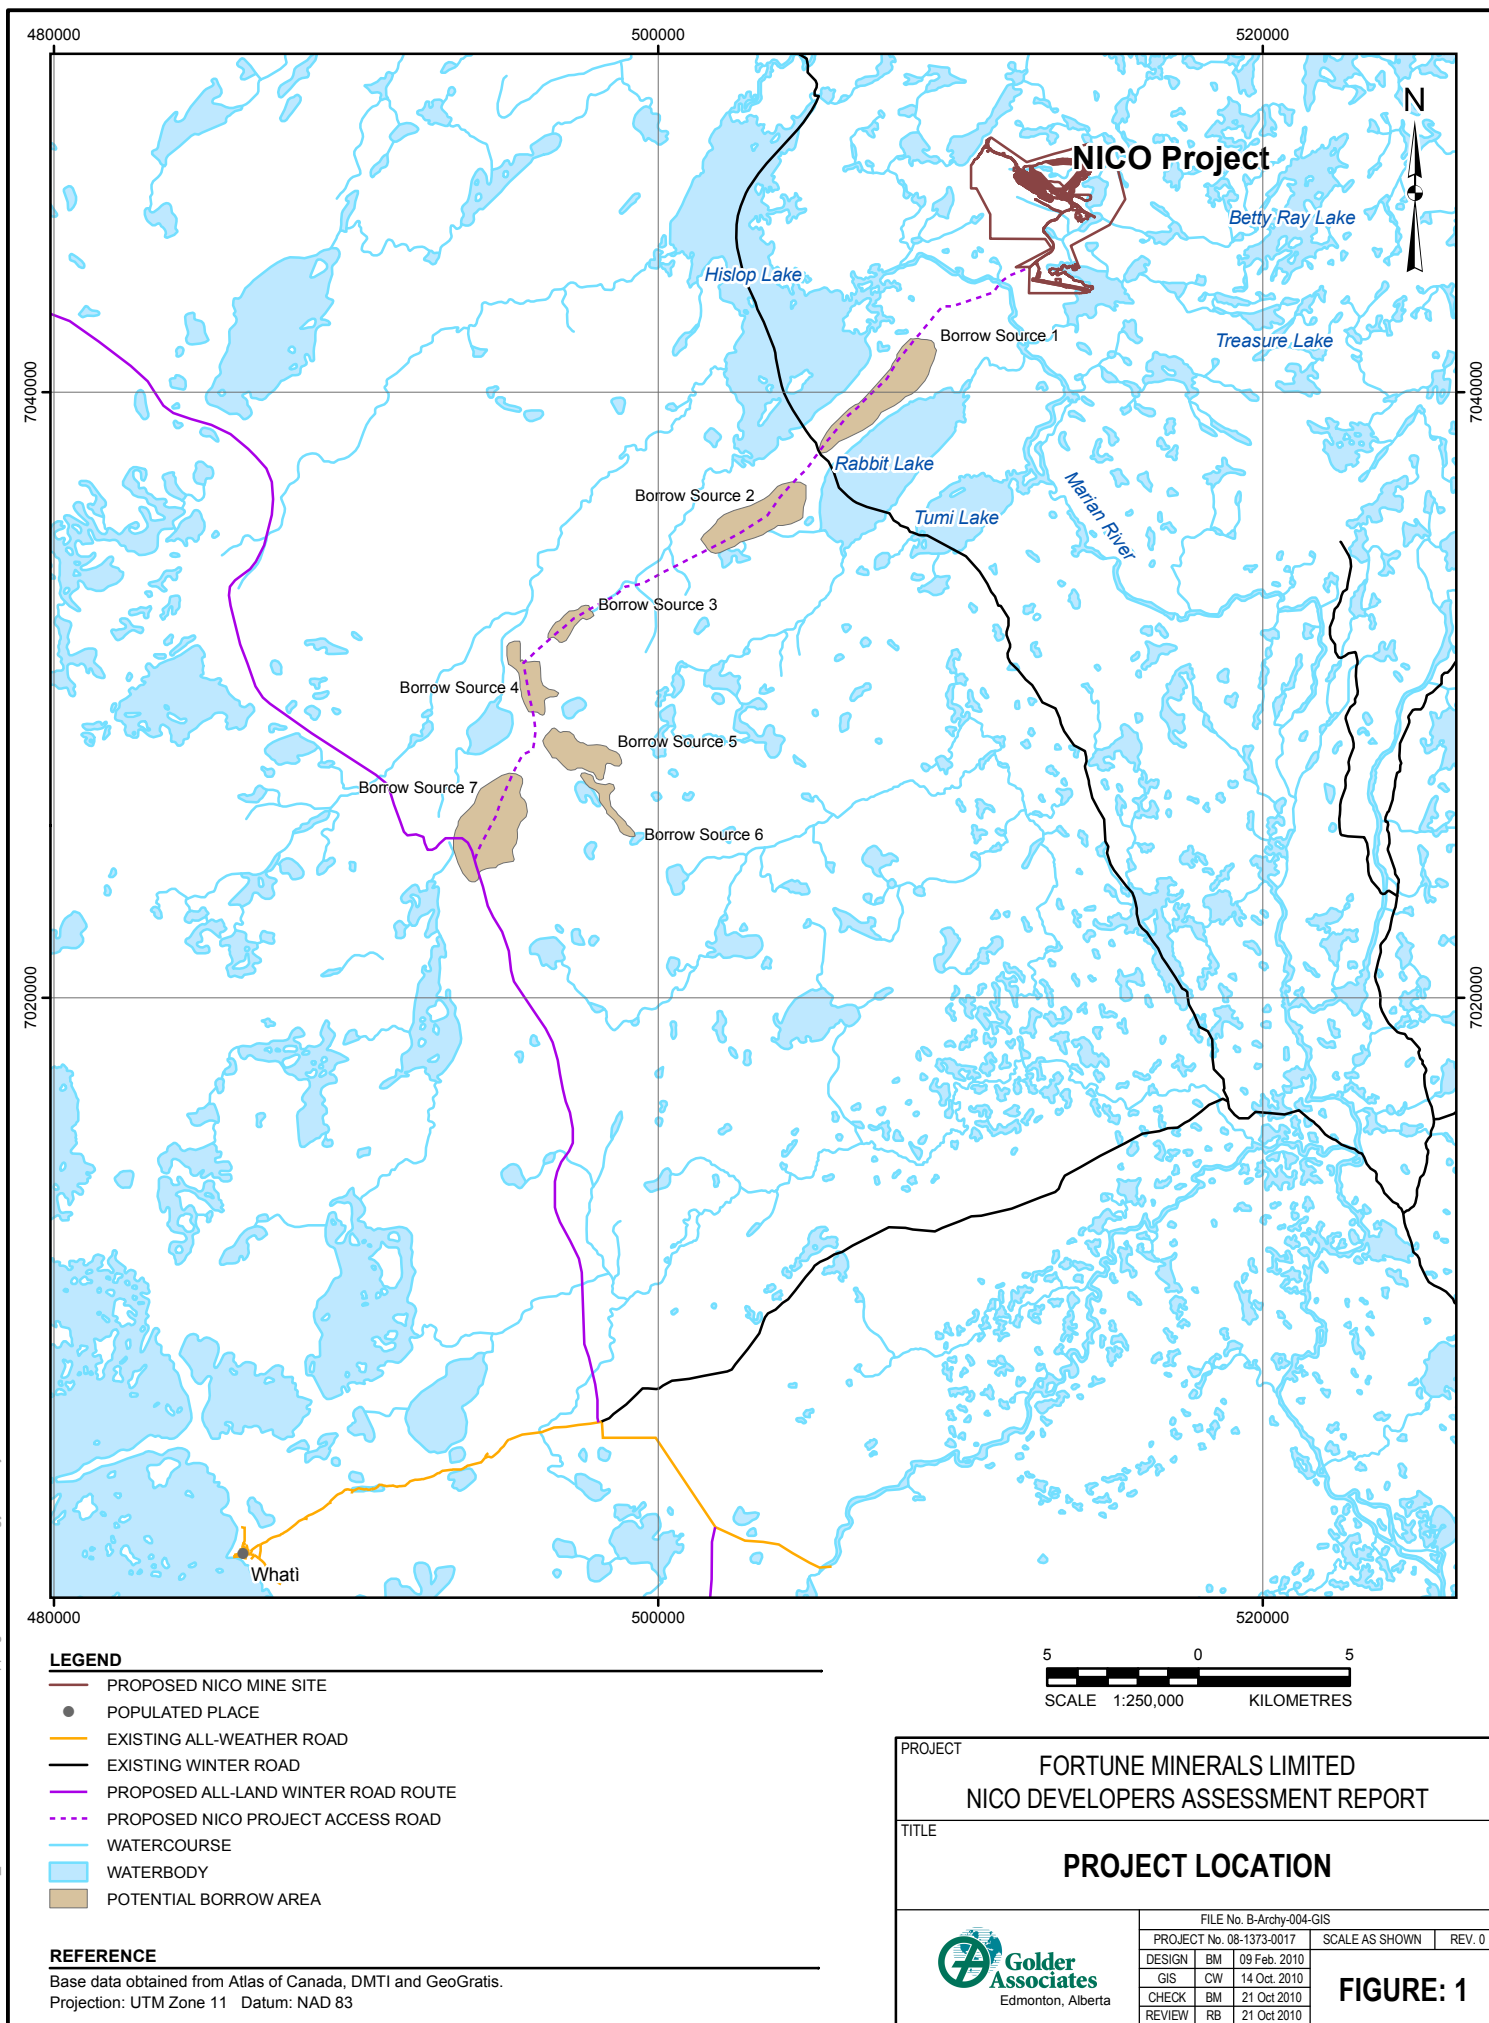 480000
500000
520000
N
NICO Project
Betty Ray Lake
Hislop Lake
Borrow Source 1
Treasure Lake
7040000
7040000
Rabbit Lake
Borrow Source 2
Tumi Lake
Marian River
Borrow Source 3
Borrow Source 4
Borrow Source 5
Borrow Source 7
Borrow Source 6
7020000
7020000
Whatì
480000
500000
520000
LEGEND
PROPOSED NICO MINE SITE
POPULATED PLACE
EXISTING ALL-WEATHER ROAD
EXISTING WINTER ROAD
PROPOSED ALL-LAND WINTER ROAD ROUTE
PROPOSED NICO PROJECT ACCESS ROAD
WATERCOURSE
WATERBODY
POTENTIAL BORROW AREA
REFERENCE
Base data obtained from Atlas of Canada, DMTI and GeoGratis.
Projection: UTM Zone 11 Datum: NAD 83
5 0 5
SCALE 1:250,000 KILOMETRES
PROJECT
FORTUNE MINERALS LIMITED
NICO DEVELOPERS ASSESSMENT REPORT
TITLE
PROJECT LOCATION
Golder
Associates
Edmonton, Alberta
FILE No. B-Archy-004-GIS
PROJECT No. 08-1373-0017 SCALE AS SHOWN REV. 0
DESIGN BM 09 Feb. 2010
GIS CW 14 Oct. 2010
CHECK BM 21 Oct 2010
REVIEW RB 21 Oct 2010
FIGURE: 1